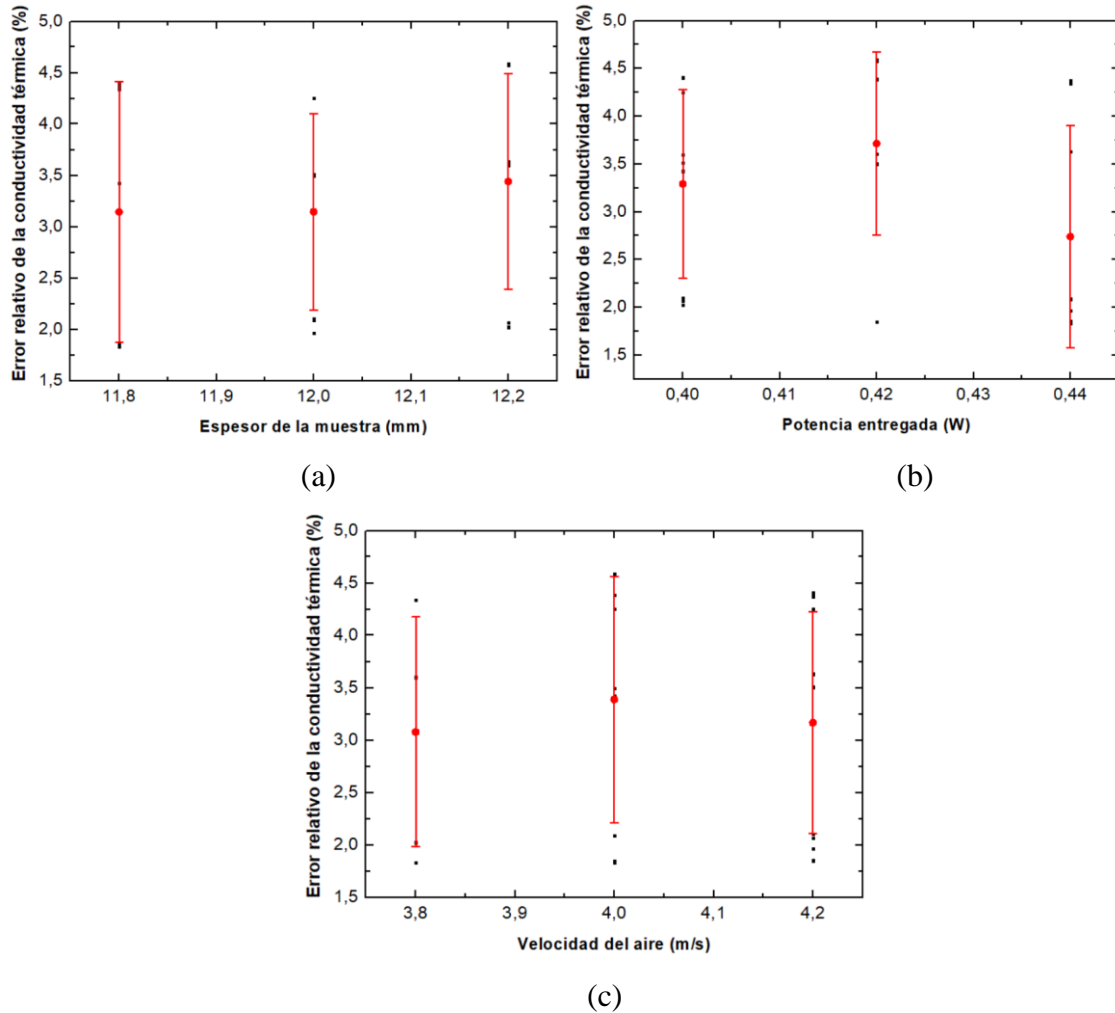 Error relativo de la conductividad térmica (%)
5,0
4,5
4,0
3,5
3,0
2,5
2,0
1,5
11,8 11,9 12,0 12,1 12,2
Espesor de la muestra (mm)
(a)
Error relativo de la conductividad térmica (%)
5,0
4,5
4,0
3,5
3,0
2,5
2,0
1,5
0,40 0,41 0,42 0,43 0,44
Potencia entregada (W)
(b)
Error relativo de la conductividad térmica (%)
5,0
4,5
4,0
3,5
3,0
2,5
2,0
1,5
3,8 3,9 4,0 4,1 4,2
Velocidad del aire (m/s)
(c)